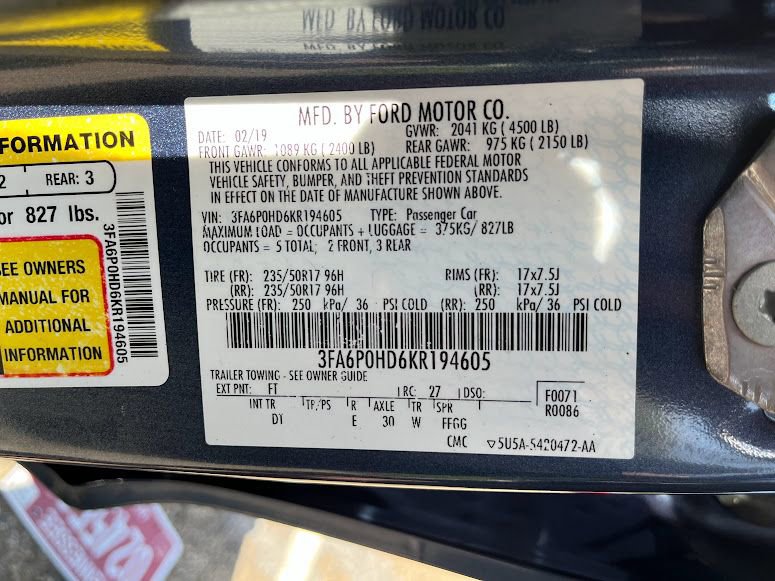 MFD. BY FORD MOTOR CO
MFD. BY FORD MOTOR CO.
DATE: 02/19 GVWR: 2041 KG (4500 LB)
FRONT GAWR: 1089 KG (2400 LB) REAR GAWR: 975 KG (2150 LB)
THIS VEHICLE CONFORMS TO ALL APPLICABLE FEDERAL MOTOR
VEHICLE SAFETY, BUMPER, AND THEFT PREVENTION STANDARDS
IN EFFECT ON THE DATE OF MANUFACTURE SHOWN ABOVE.
VIN: 3FA6P0HD6KR194605 TYPE: Passenger Car
MAXIMUM LOAD = OCCUPANTS + LUGGAGE = 375KG/ 827LB
OCCUPANTS = 5 TOTAL; 2 FRONT, 3 REAR
TIRE (FR): 235/50R17 96H RIMS (FR): 17x7.5J
(RR): 235/50R17 96H (RR): 17x7.5J
PRESSURE (FR): 250 kPa/ 36 PSI COLD (RR): 250 kPa/ 36 PSI COLD
3FA6P0HD6KR194605
TRAILER TOWING - SEE OWNER GUIDE
EXT PNT: FT RC: 27 DSO:
INT TR TP/PS R AXLE TR SPR
DY E 30 W FFGG
F0071
R0086
CMC ▽5U5A-5420472-AA
FORMATION
2 REAR: 3
or 827 lbs.
SEE OWNERS
MANUAL FOR
ADDITIONAL
INFORMATION
3FA6P0HD6KR194605